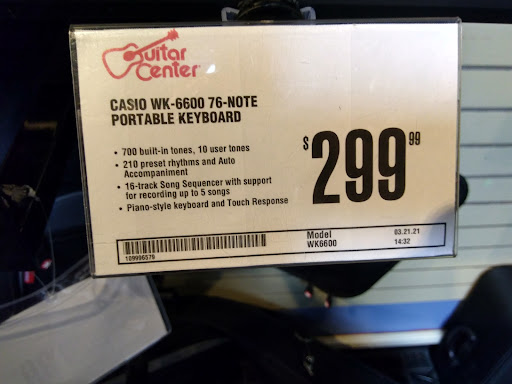 Guitar
Center
CASIO WK-6600 76-NOTE
PORTABLE KEYBOARD
• 700 built-in tones, 10 user tones
• 210 preset rhythms and Auto
Accompaniment
• 16-track Song Sequencer with support
for recording up to 5 songs
• Piano-style keyboard and Touch Response
$299.99
Model 03.21.21
WK6600 14:32
109996576